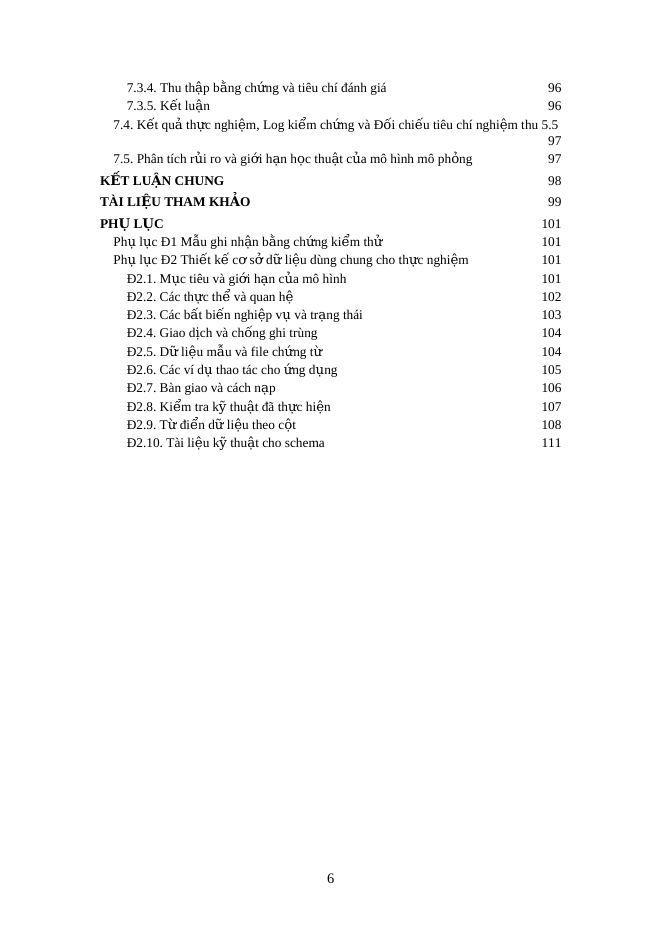 7.3.4. Thu thập bằng chứng và tiêu chí đánh giá 96
7.3.5. Kết luận 96
7.4. Kết quả thực nghiệm, Log kiểm chứng và Đối chiếu tiêu chí nghiệm thu 5.5
97
7.5. Phân tích rủi ro và giới hạn học thuật của mô hình mô phỏng 97
KẾT LUẬN CHUNG 98
TÀI LIỆU THAM KHẢO 99
PHỤ LỤC 101
Phụ lục Đ1 Mẫu ghi nhận bằng chứng kiểm thử 101
Phụ lục Đ2 Thiết kế cơ sở dữ liệu dùng chung cho thực nghiệm 101
Đ2.1. Mục tiêu và giới hạn của mô hình 101
Đ2.2. Các thực thể và quan hệ 102
Đ2.3. Các bất biến nghiệp vụ và trạng thái 103
Đ2.4. Giao dịch và chống ghi trùng 104
Đ2.5. Dữ liệu mẫu và file chứng từ 104
Đ2.6. Các ví dụ thao tác cho ứng dụng 105
Đ2.7. Bàn giao và cách nạp 106
Đ2.8. Kiểm tra kỹ thuật đã thực hiện 107
Đ2.9. Từ điển dữ liệu theo cột 108
Đ2.10. Tài liệu kỹ thuật cho schema 111
6